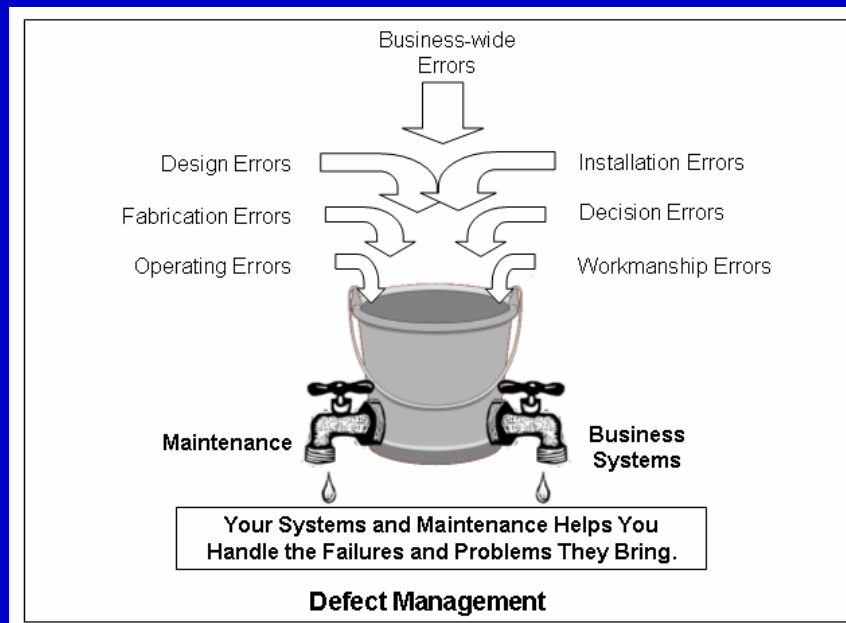 Business-wide
Errors
Design Errors
Installation Errors
Fabrication Errors
Decision Errors
Operating Errors
Workmanship Errors
Maintenance
Business
Systems
Your Systems and Maintenance Helps You
Handle the Failures and Problems They Bring.
Defect Management